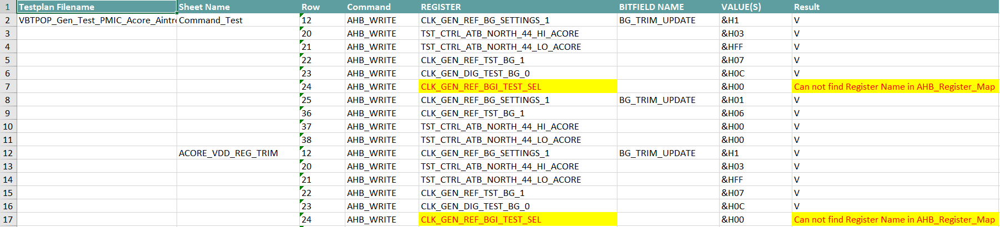 1 Testplan Filename Sheet Name Row Command REGISTER BITFIELD NAME VALUE(S) Result
2 VBTPOP_Gen_Test_PMIC_Acore_Aintre Command_Test 12 AHB_WRITE CLK_GEN_REF_BG_SETTINGS_1 BG_TRIM_UPDATE &H1 V
3 20 AHB_WRITE TST_CTRL_ATB_NORTH_44_HI_ACORE &H03 V
4 21 AHB_WRITE TST_CTRL_ATB_NORTH_44_LO_ACORE &HFF V
5 22 AHB_WRITE CLK_GEN_REF_TST_BG_1 &H07 V
6 23 AHB_WRITE CLK_GEN_DIG_TEST_BG_0 &H0C V
7 24 AHB_WRITE CLK_GEN_REF_BGI_TEST_SEL &H00 Can not find Register Name in AHB_Register_Map
8 25 AHB_WRITE CLK_GEN_REF_BG_SETTINGS_1 BG_TRIM_UPDATE &H01 V
9 36 AHB_WRITE CLK_GEN_REF_TST_BG_1 &H06 V
10 37 AHB_WRITE TST_CTRL_ATB_NORTH_44_HI_ACORE &H00 V
11 38 AHB_WRITE TST_CTRL_ATB_NORTH_44_LO_ACORE &H00 V
12 ACORE_VDD_REG_TRIM 12 AHB_WRITE CLK_GEN_REF_BG_SETTINGS_1 BG_TRIM_UPDATE &H1 V
13 20 AHB_WRITE TST_CTRL_ATB_NORTH_44_HI_ACORE &H03 V
14 21 AHB_WRITE TST_CTRL_ATB_NORTH_44_LO_ACORE &HFF V
15 22 AHB_WRITE CLK_GEN_REF_TST_BG_1 &H07 V
16 23 AHB_WRITE CLK_GEN_DIG_TEST_BG_0 &H0C V
17 24 AHB_WRITE CLK_GEN_REF_BGI_TEST_SEL &H00 Can not find Register Name in AHB_Register_Map